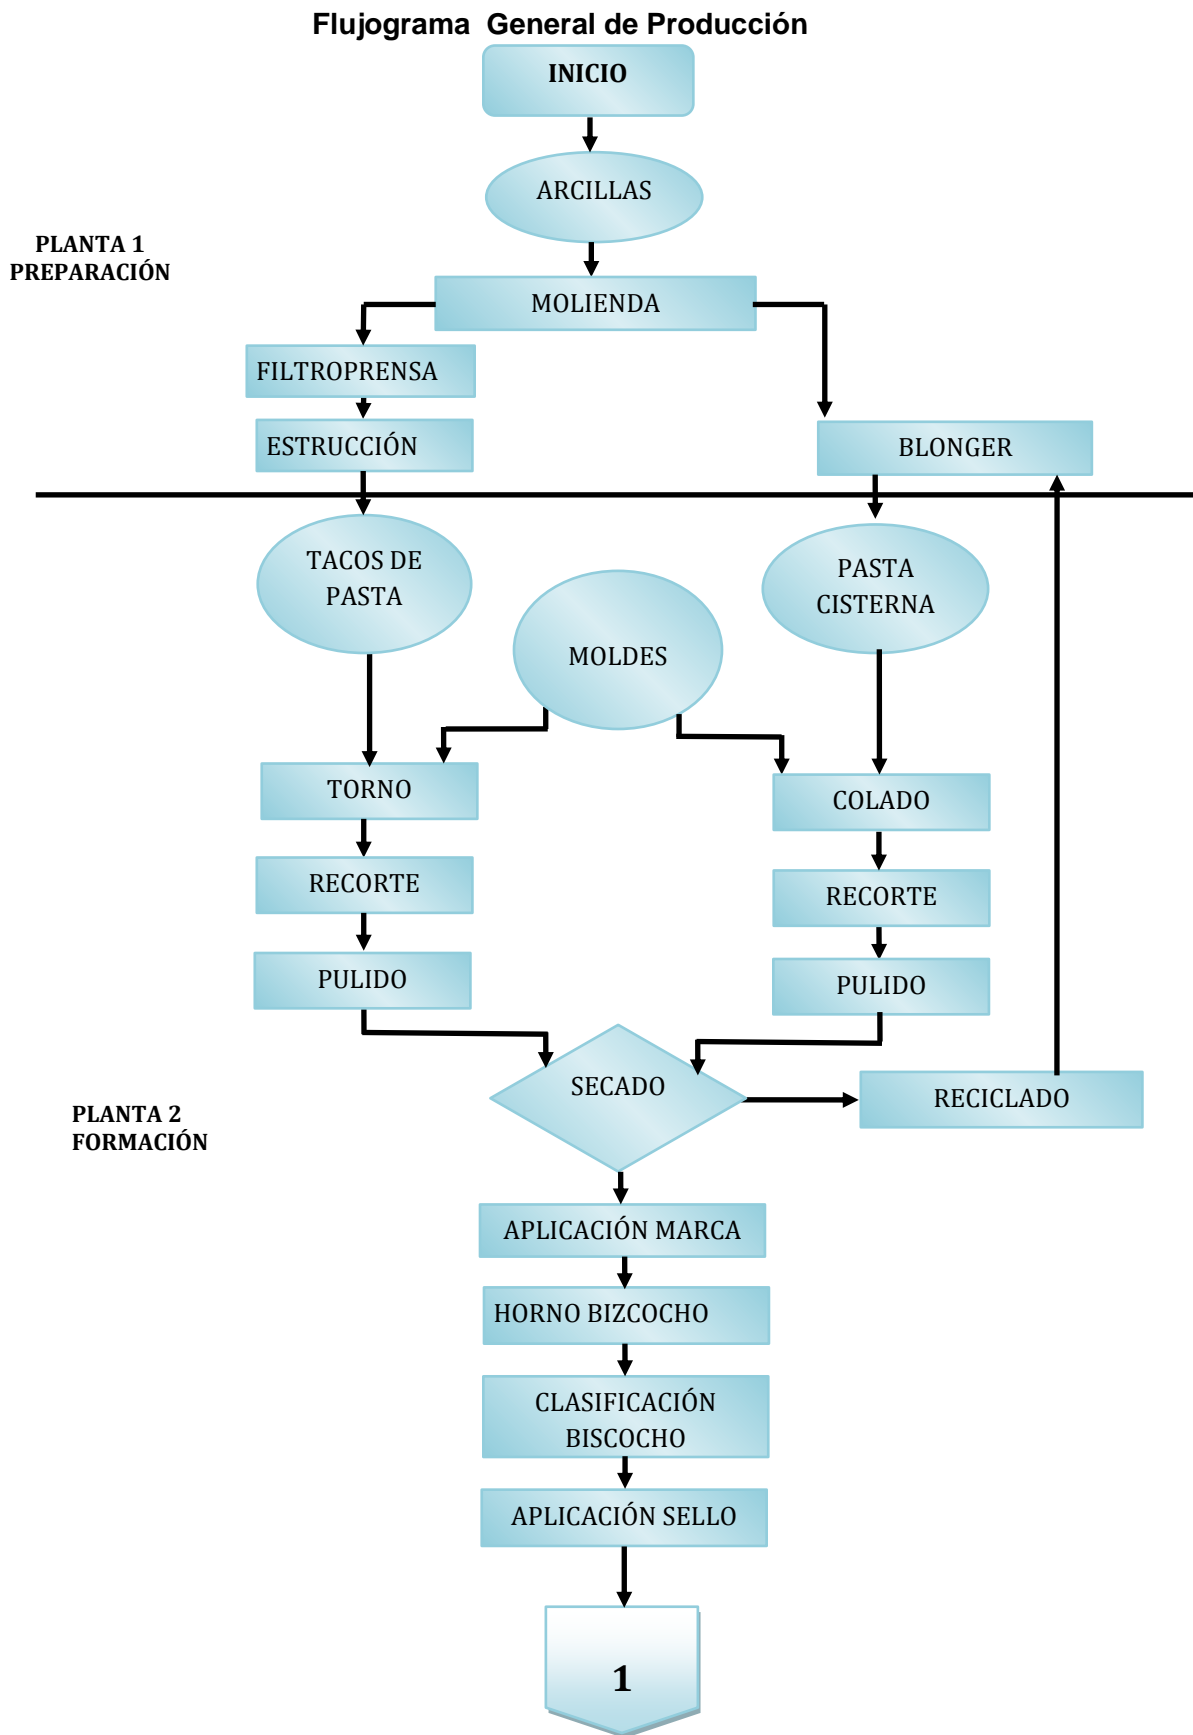 Flujograma  General de Producción
INICIO
ARCILLAS
PLANTA 1
PREPARACIÓN
MOLIENDA
FILTROPRENSA
ESTRUCCIÓN
BLONGER
TACOS DE
PASTA
MOLDES
PASTA
CISTERNA
TORNO
COLADO
RECORTE
RECORTE
PULIDO
PULIDO
SECADO
RECICLADO
PLANTA 2
FORMACIÓN
APLICACIÓN MARCA
HORNO BIZCOCHO
CLASIFICACIÓN
BISCOCHO
APLICACIÓN SELLO
1